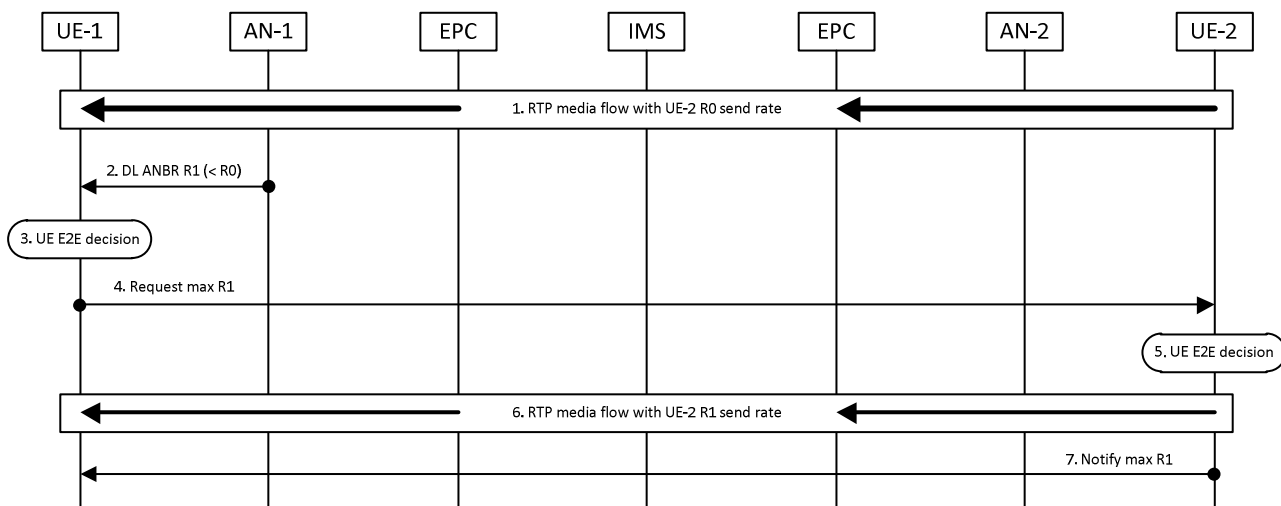 UE-1
AN-1
EPC
IMS
EPC
AN-2
UE-2
1. RTP media flow with UE-2 R0 send rate
2. DL ANBR R1 (< R0)
3. UE E2E decision
4. Request max R1
5. UE E2E decision
6. RTP media flow with UE-2 R1 send rate
7. Notify max R1